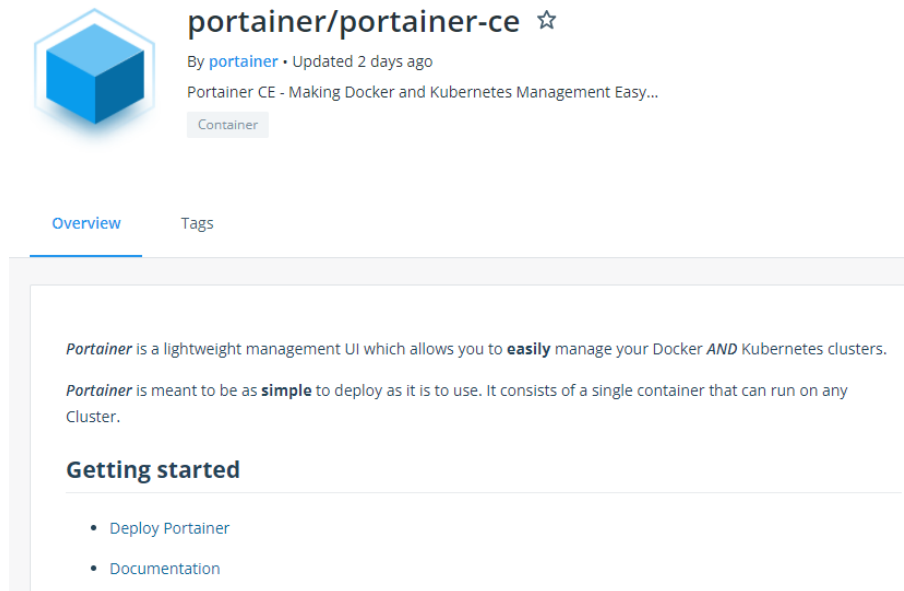 portainer/portainer-ce
By portainer • Updated 2 days ago
Portainer CE - Making Docker and Kubernetes Management Easy...
Container
Overview
Tags
Portainer is a lightweight management UI which allows you to easily manage your Docker AND Kubernetes clusters.
Portainer is meant to be as simple to deploy as it is to use. It consists of a single container that can run on any
Cluster.
Getting started
• Deploy Portainer
• Documentation